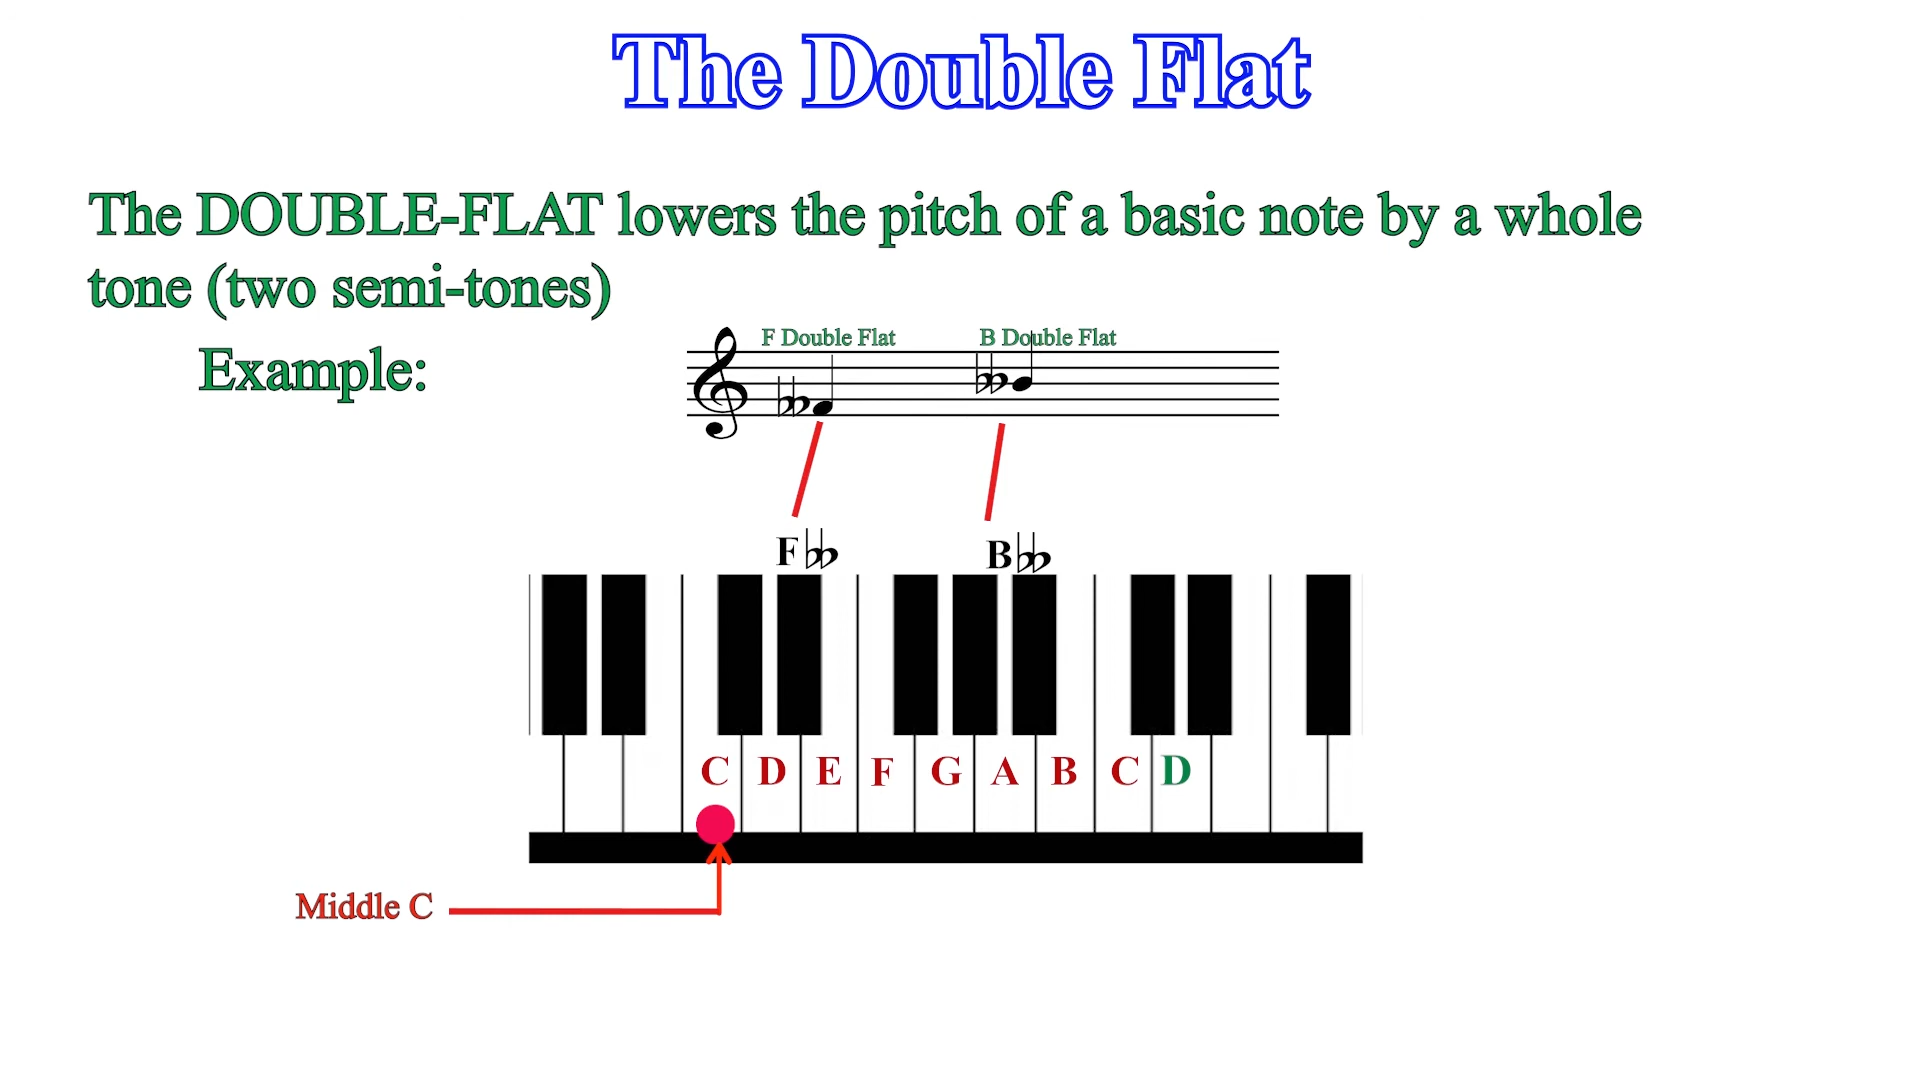 The Double Flat
The DOUBLE-FLAT lowers the pitch of a basic note by a whole
tone (two semi-tones)
Example:
F Double Flat B Double Flat
F♭♭ B♭♭
C D E F G A B C D
Middle C